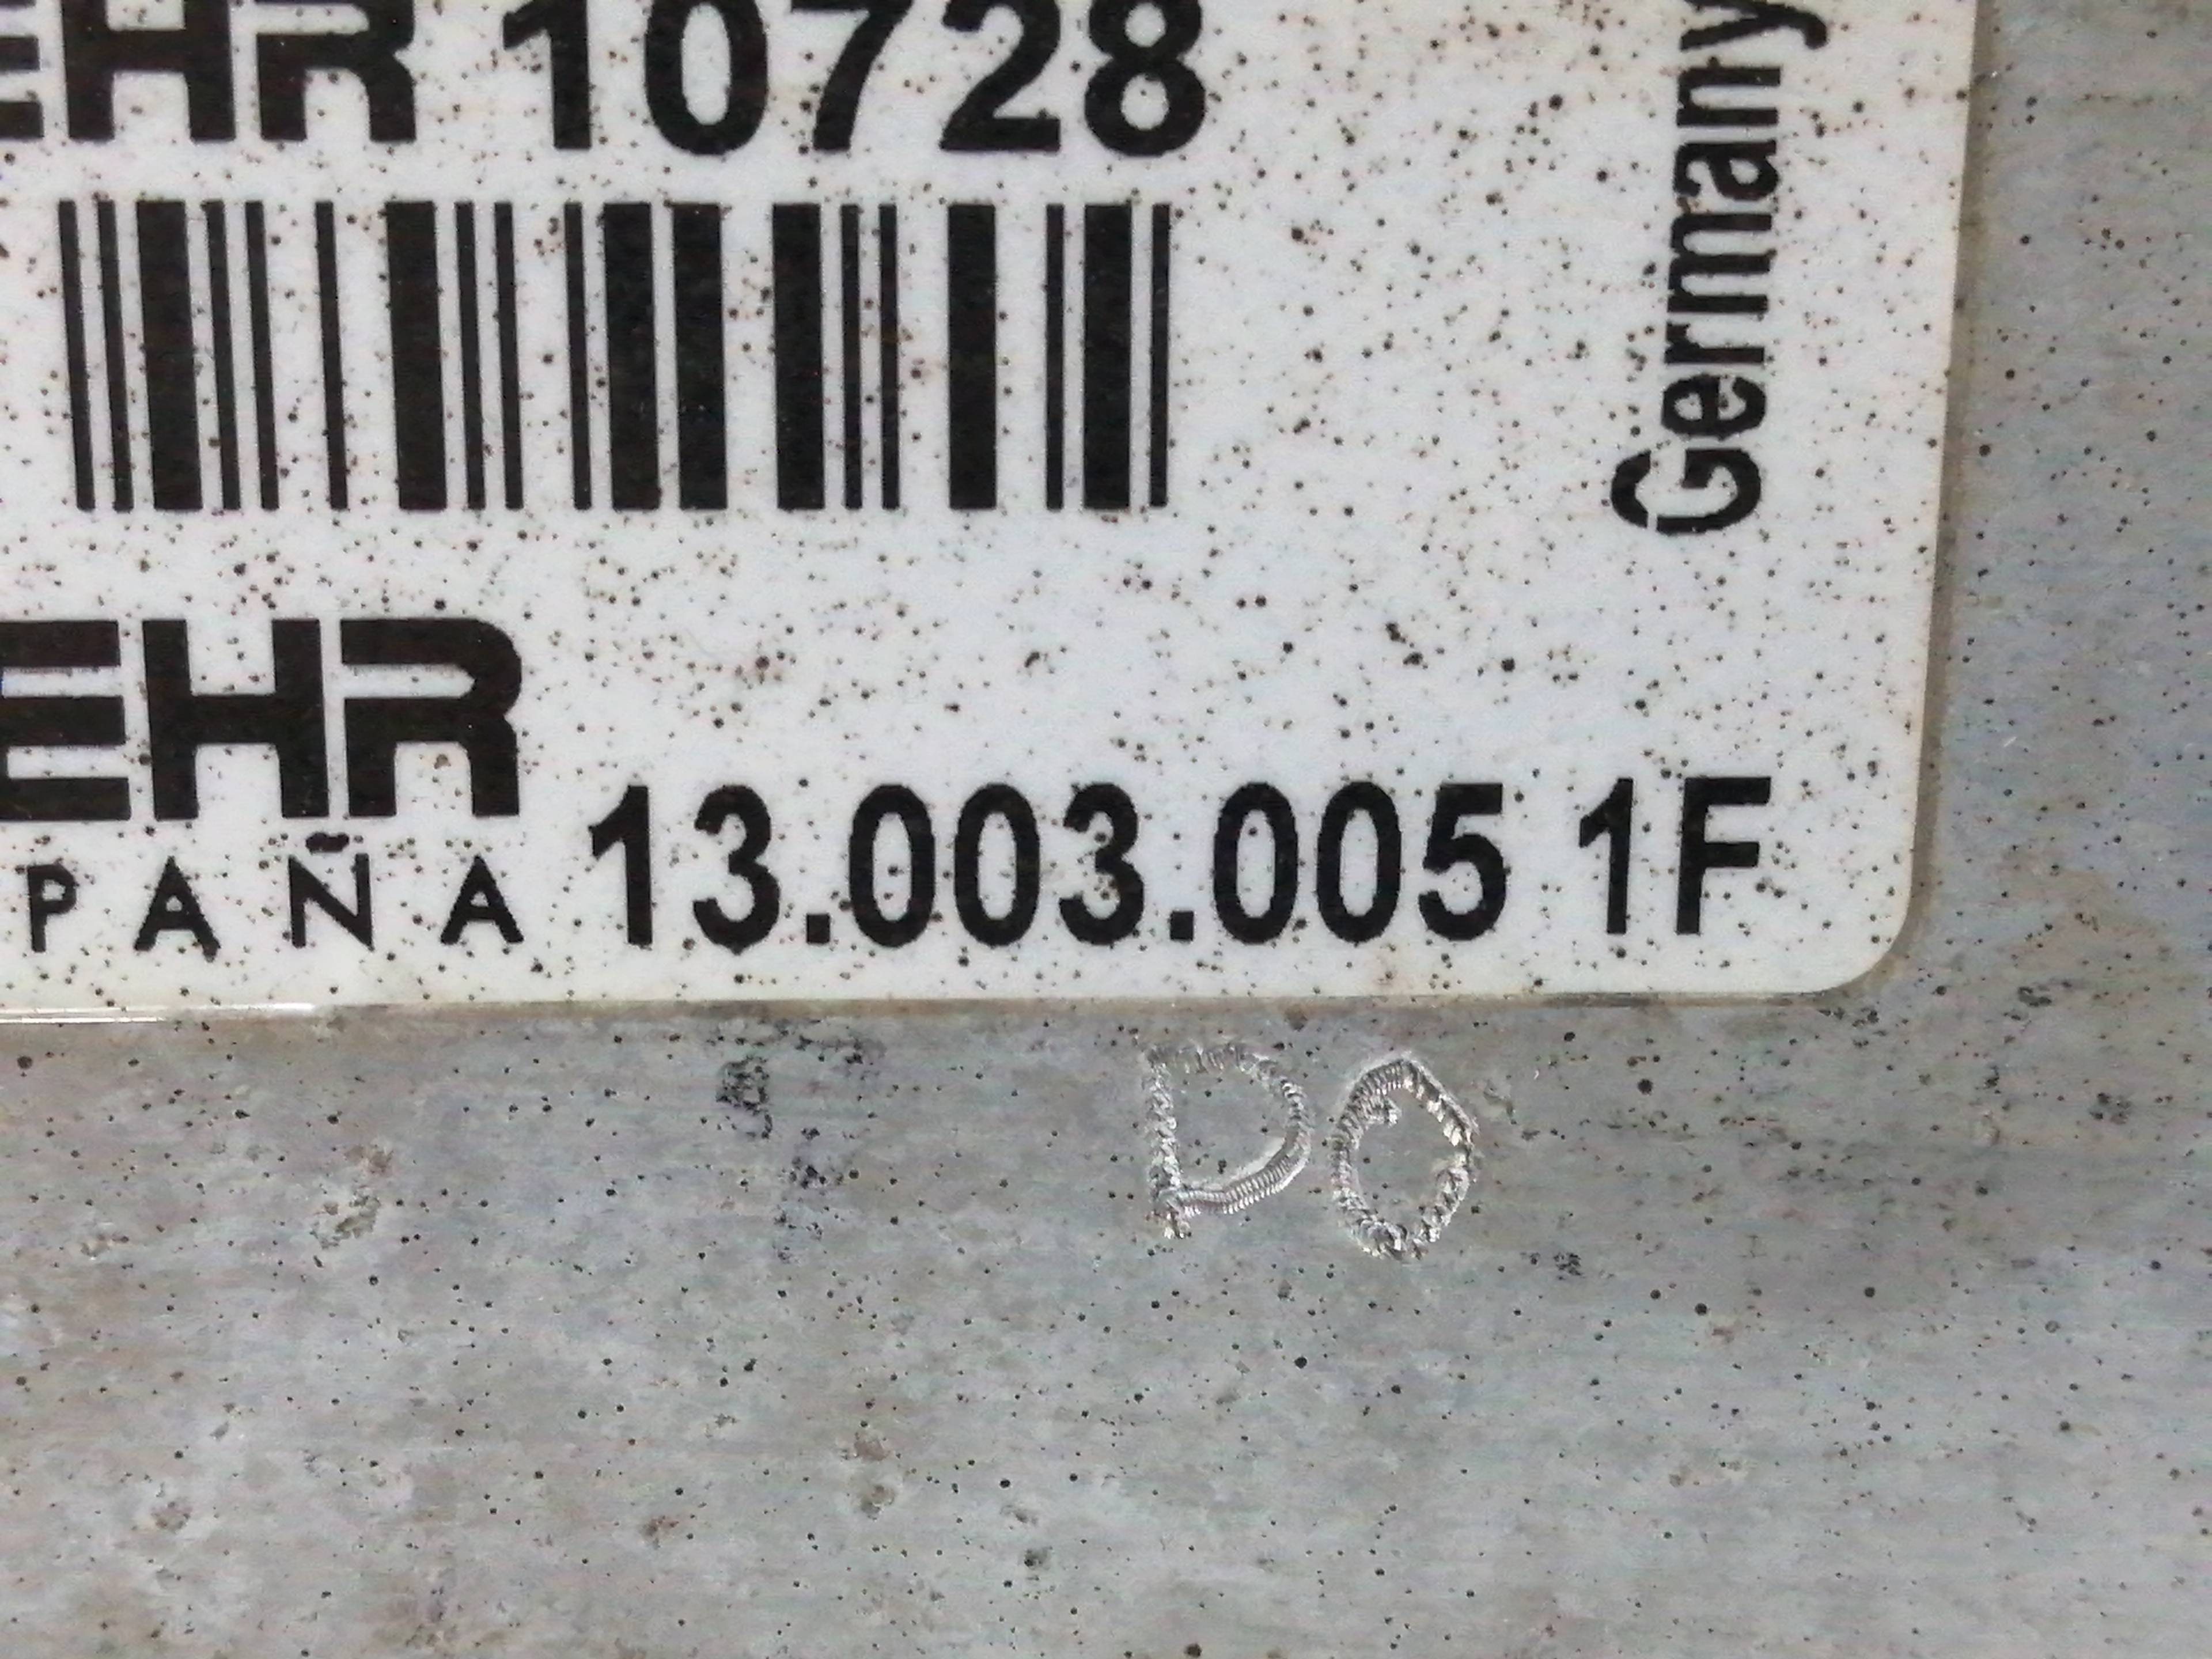 EHR 10728
Germany
EHR
PAÑA 13.003.005 1F
DO